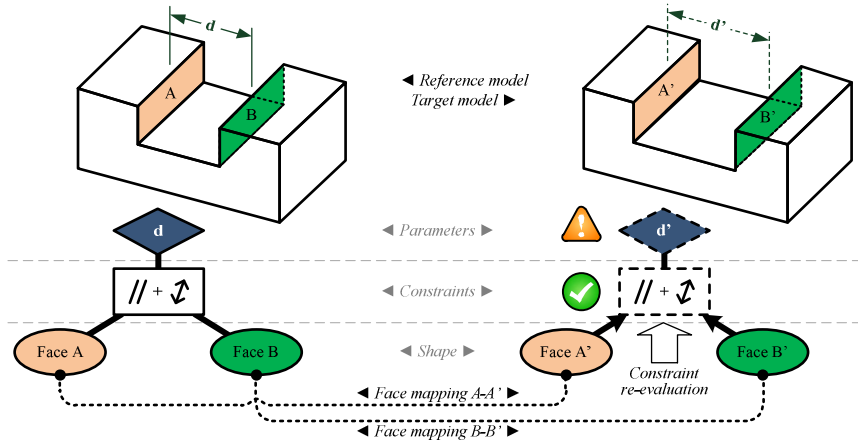 d
d’
A
B
◄ Reference model
Target model ►
A’
B’
d
◄ Parameters ►
!
d’
// + ↕
◄ Constraints ►
// + ↕
Face A
Face B
◄ Shape ►
Face A’
Face B’
Constraint
re-evaluation
◄ Face mapping A-A’ ►
◄ Face mapping B-B’ ►